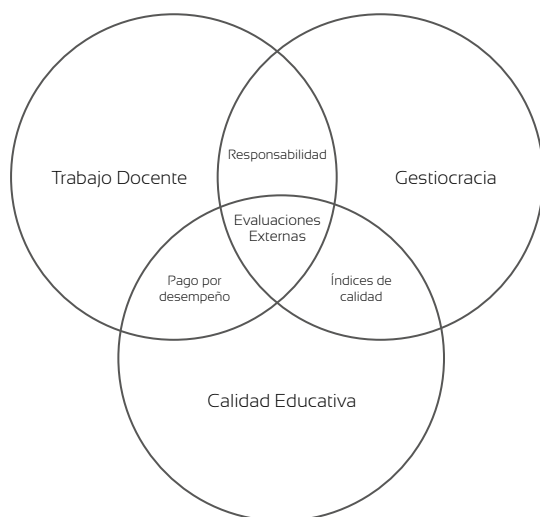 Responsabilidad
Trabajo Docente
Gestiocracia
Evaluaciones
Externas
Pago por
desempeño
Índices de
calidad
Calidad Educativa